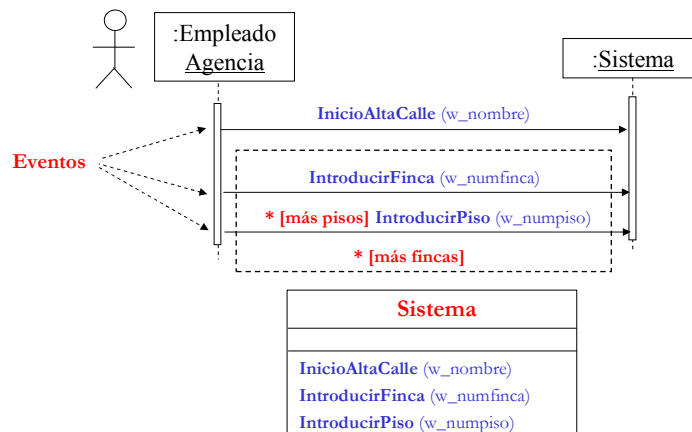 :Empleado
Agencia
:Sistema
InicioAltaCalle (w_nombre)
Eventos
IntroducirFinca (w_numfinca)
* [más pisos] IntroducirPiso (w_numpiso)
* [más fincas]
Sistema
InicioAltaCalle (w_nombre)
IntroducirFinca (w_numfinca)
IntroducirPiso (w_numpiso)